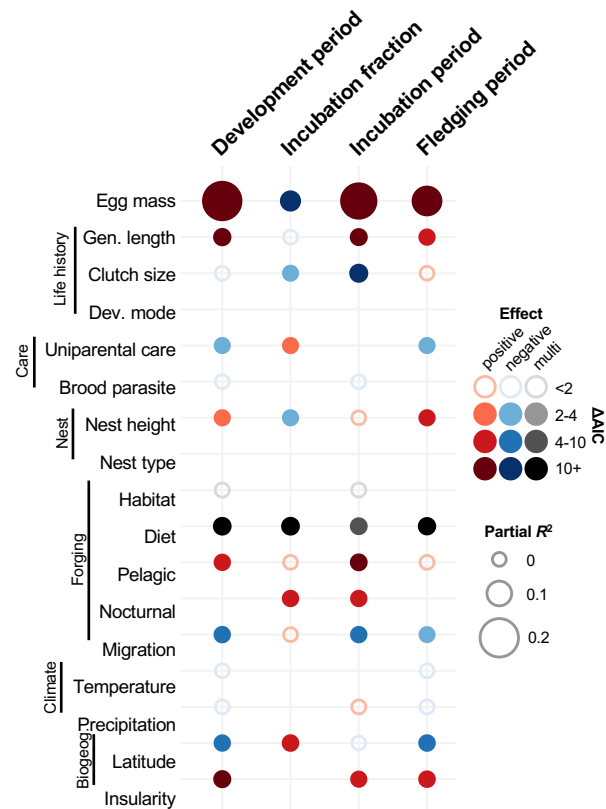 Development period
Incubation fraction
Incubation period
Fledging period
Egg mass
Life history
Gen. length
Clutch size
Dev. mode
Care
Uniparental care
Brood parasite
Nest
Nest height
Nest type
Forging
Habitat
Diet
Pelagic
Nocturnal
Migration
Climate
Temperature
Precipitation
Biogeog.
Latitude
Insularity
Effect
positive
negative
multi
<2
2-4
4-10
10+
ΔAIC
Partial R²
0
0.1
0.2